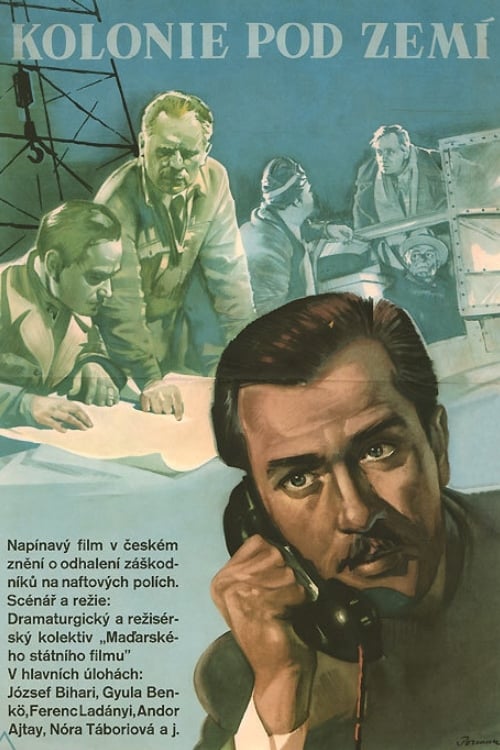 KOLONIE POD ZEMÍ
Napínavý film v českém
znění o odhalení záškod-
níků na naftových polích.
Scénář a režie:
Dramaturgický a režisér-
ský kolektiv „Maďarské-
ho státního filmu"
V hlavních úlohách:
József Bihari, Gyula Ben-
kö, Ferenc Ladányi, Andor
Ajtay, Nóra Táboriová a j.